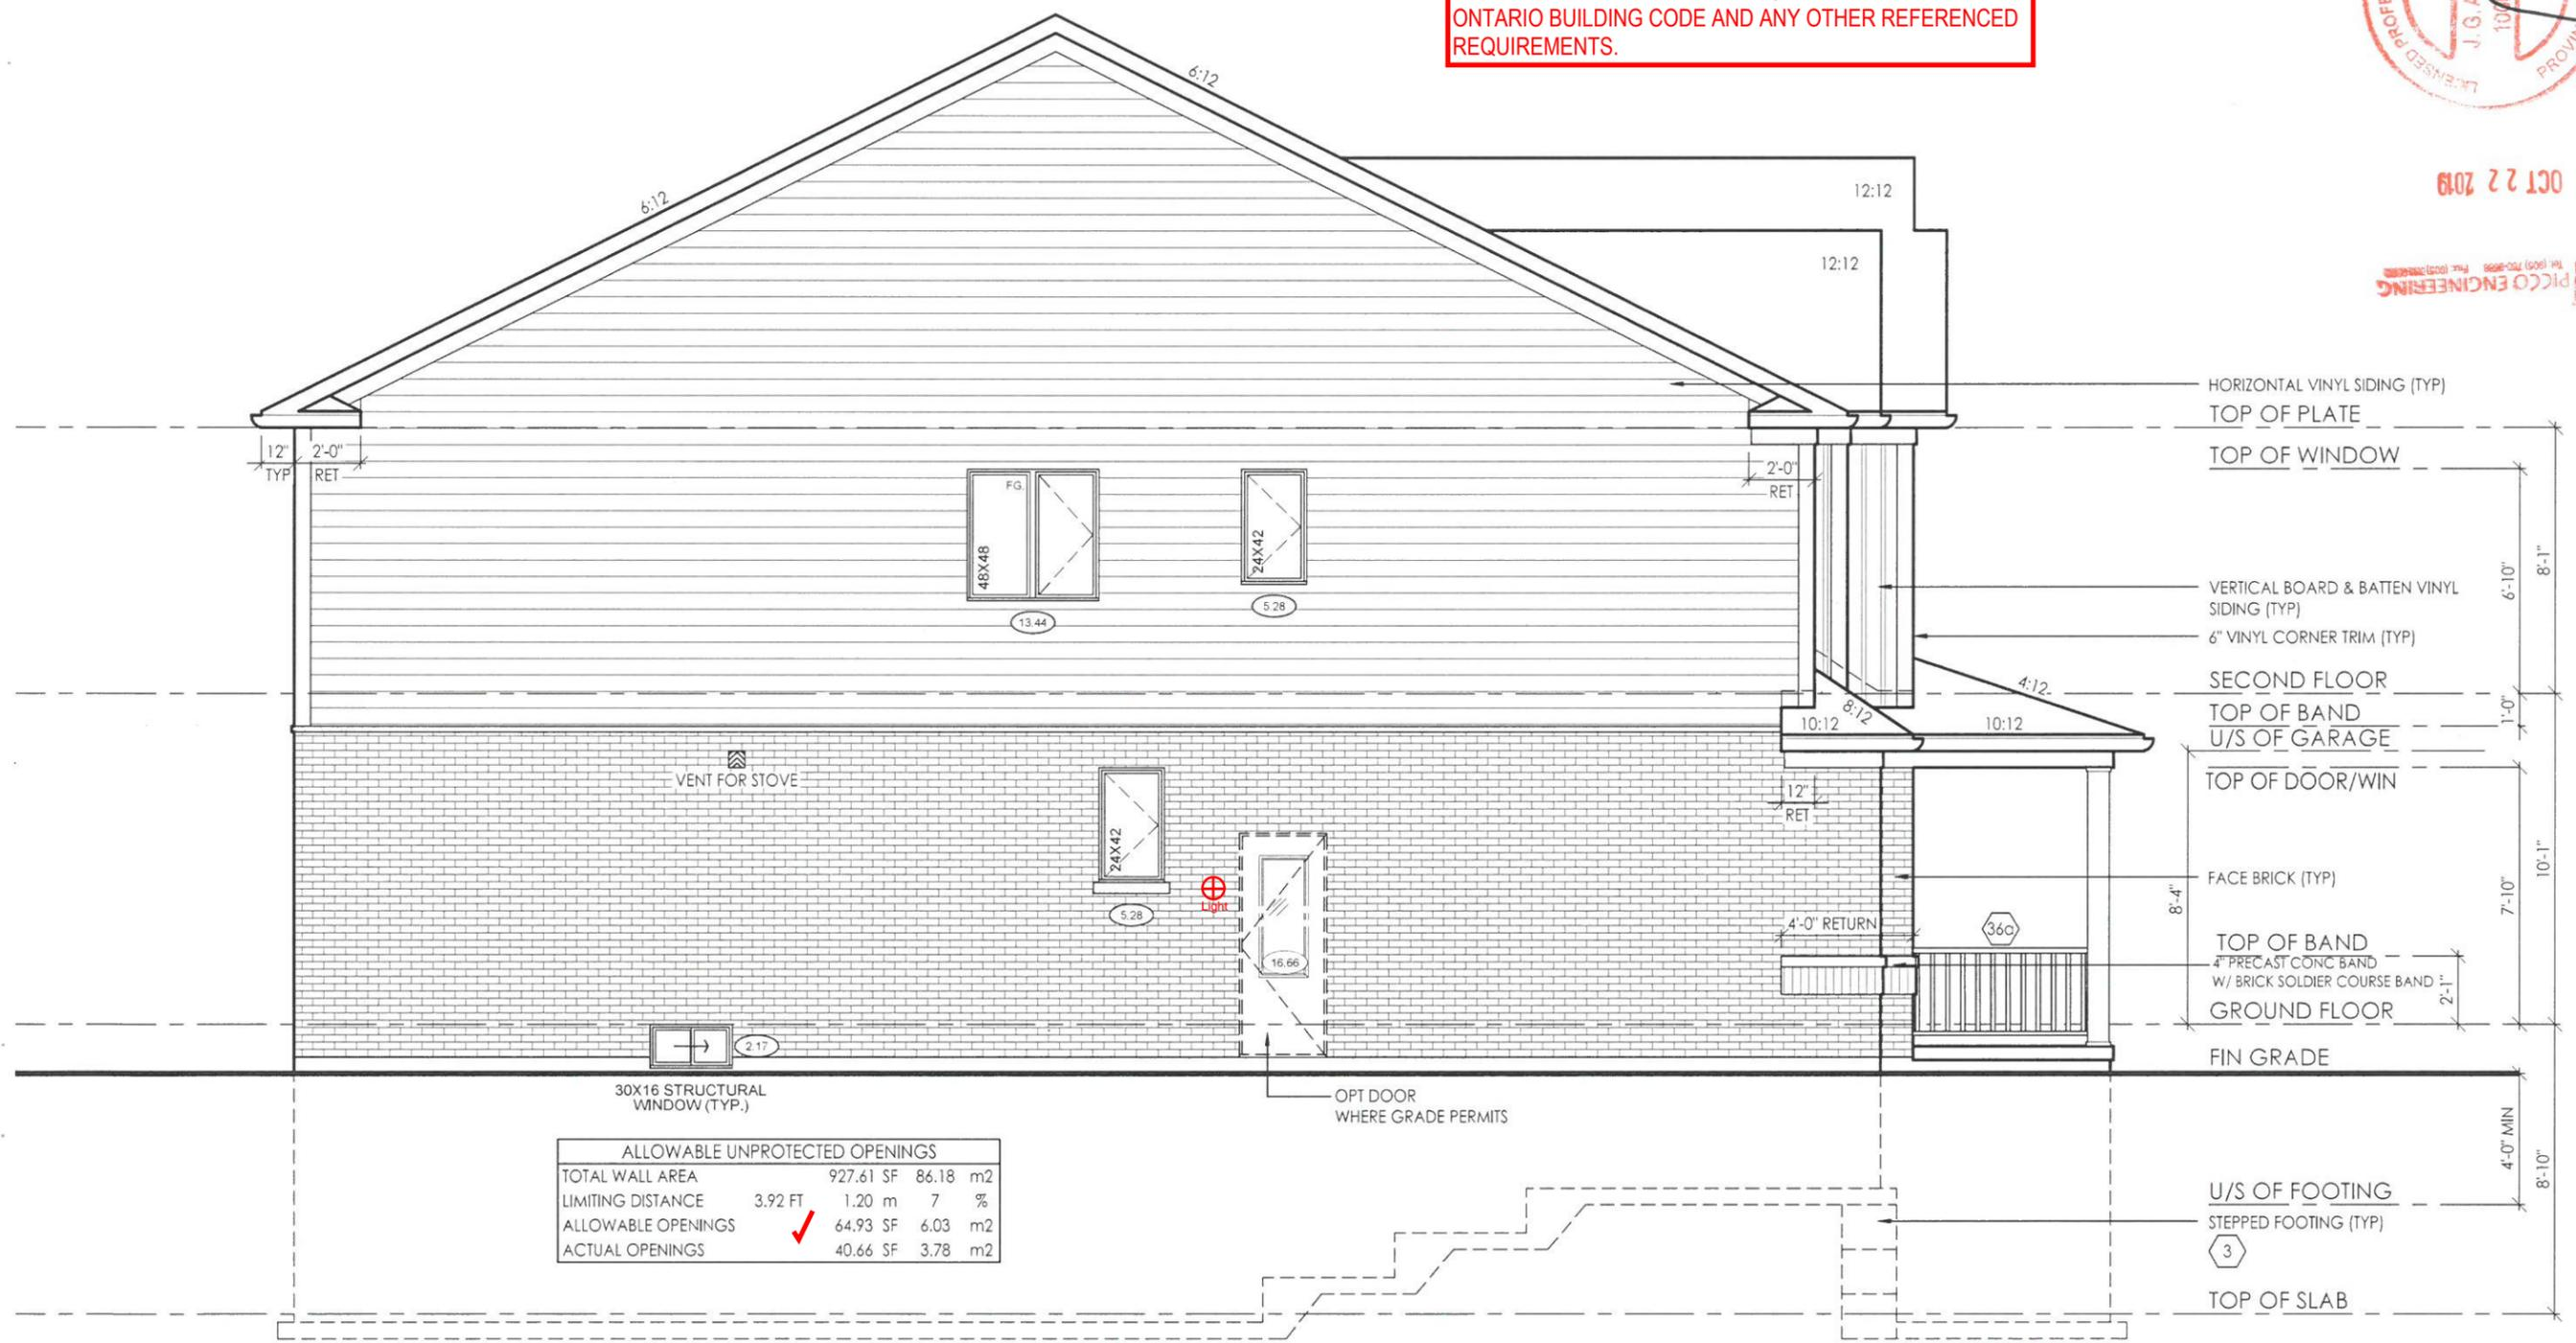 ONTARIO BUILDING CODE AND ANY OTHER REFERENCED
REQUIREMENTS.
LICENSED
OCT 22 2019
PICCO ENGINEERING
6:12
6:12
12:12
12:12
HORIZONTAL VINYL SIDING (TYP)
TOP OF PLATE
TOP OF WINDOW
12" TYP
2'-0" RET
2'-0" RET
FG.
48X48
13.44
24X42
5.28
VERTICAL BOARD & BATTEN VINYL
SIDING (TYP)
6" VINYL CORNER TRIM (TYP)
6'-10"
8'-1"
SECOND FLOOR
TOP OF BAND
U/S OF GARAGE
TOP OF DOOR/WIN
1'-0"
4:12
8:12
10:12
10:12
VENT FOR STOVE
24X42
5.28
Light
16.66
12"
RET
4'-0" RETURN
36a
FACE BRICK (TYP)
8'-4"
7'-10"
10'-1"
TOP OF BAND
4" PRECAST CONC BAND
W/ BRICK SOLDIER COURSE BAND
2'-1"
GROUND FLOOR
FIN GRADE
2.17
30X16 STRUCTURAL
WINDOW (TYP.)
OPT DOOR
WHERE GRADE PERMITS
ALLOWABLE UNPROTECTED OPENINGS
TOTAL WALL AREA 927.61 SF 86.18 m2
LIMITING DISTANCE 3.92 FT 1.20 m 7 %
ALLOWABLE OPENINGS 64.93 SF 6.03 m2
ACTUAL OPENINGS 40.66 SF 3.78 m2
4'-0" MIN
8'-10"
U/S OF FOOTING
STEPPED FOOTING (TYP)
3
TOP OF SLAB